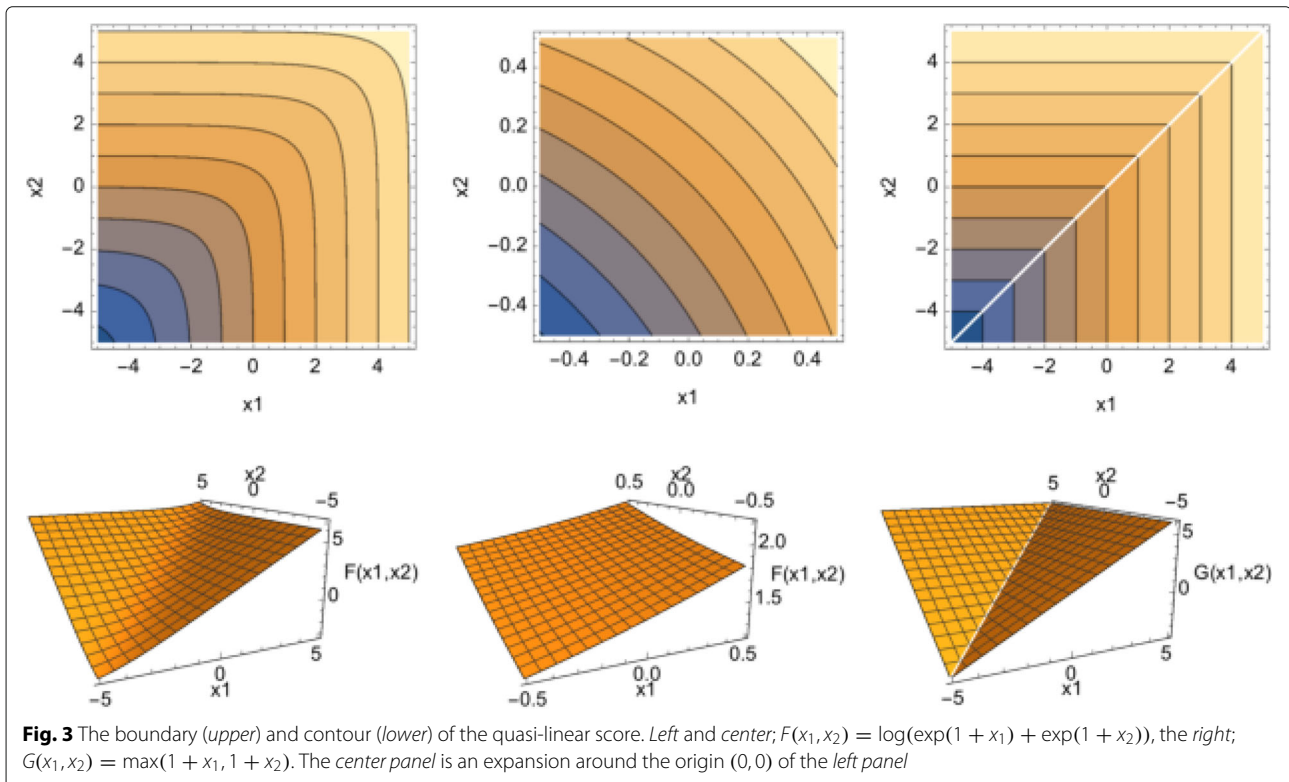 4
2
0
−2
−4
x2
−4 −2 0 2 4
x1
0.4
0.2
0.0
−0.2
−0.4
x2
−0.4 −0.2 0.0 0.2 0.4
x1
4
2
0
−2
−4
x2
−4 −2 0 2 4
x1
x2
5 0 −5
5
F(x1,x2)
0
−5 0 5
x1
x2
0.5 0.0 −0.5
2.0
F(x1,x2)
1.5
−0.5 0.0 0.5
x1
x2
5 0 −5
5
G(x1,x2)
0
−5 0 5
x1
Fig. 3 The boundary (upper) and contour (lower) of the quasi-linear score. Left and center; F(x₁, x₂) = log(exp(1 + x₁) + exp(1 + x₂)), the right;
G(x₁, x₂) = max(1 + x₁, 1 + x₂). The center panel is an expansion around the origin (0, 0) of the left panel